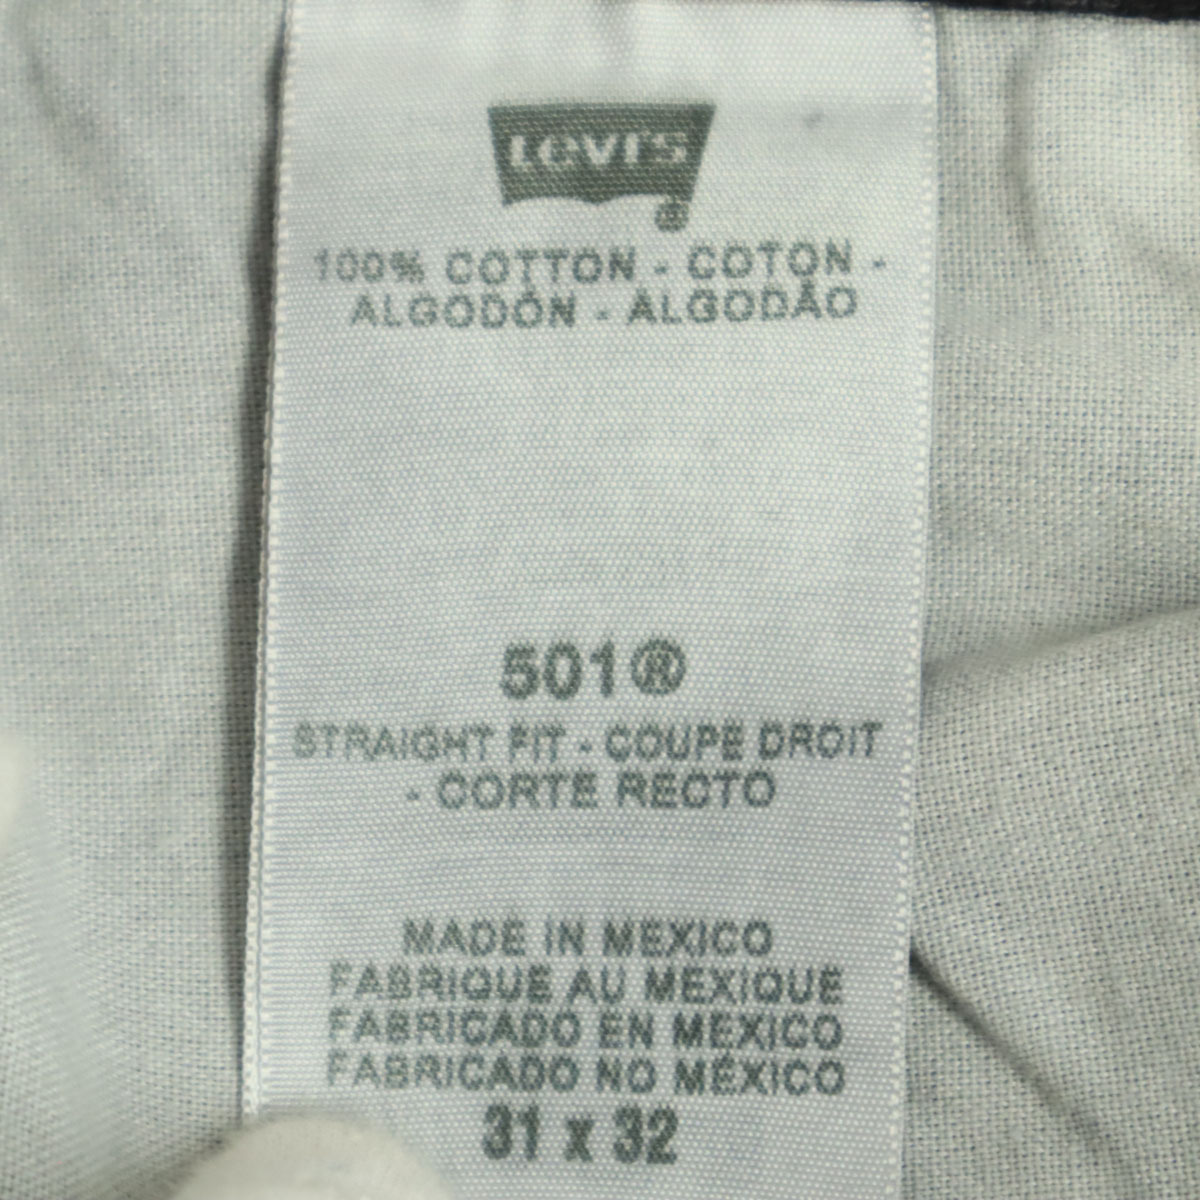 Levi's
®
100% COTTON - COTON -
ALGODÓN - ALGODÃO
501®
STRAIGHT FIT - COUPE DROIT
- CORTE RECTO
MADE IN MEXICO
FABRIQUE AU MEXIQUE
FABRICADO EN MEXICO
FABRICADO NO MÉXICO
31 x 32